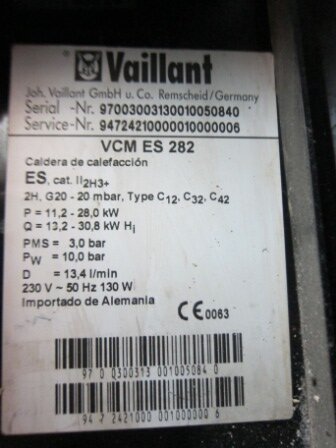 Vaillant
Joh. Vaillant GmbH u. Co. Remscheid/Germany
Serial -Nr. 97003003130010050840
Service-Nr. 94724210000010000006
VCM ES 282
Caldera de calefacción
ES, cat. II2H3+
2H, G20 - 20 mbar, Type C12, C32, C42
P = 11,2 - 28,0 kW
Q = 13,2 - 30,8 kW Hi
PMS = 3,0 bar
PW = 10,0 bar
D = 13,4 l/min
230 V ~ 50 Hz 130 W
Importado de Alemania
CE 0063
97 0 0300313 001005084 0
94 7 2421000 001000000 6